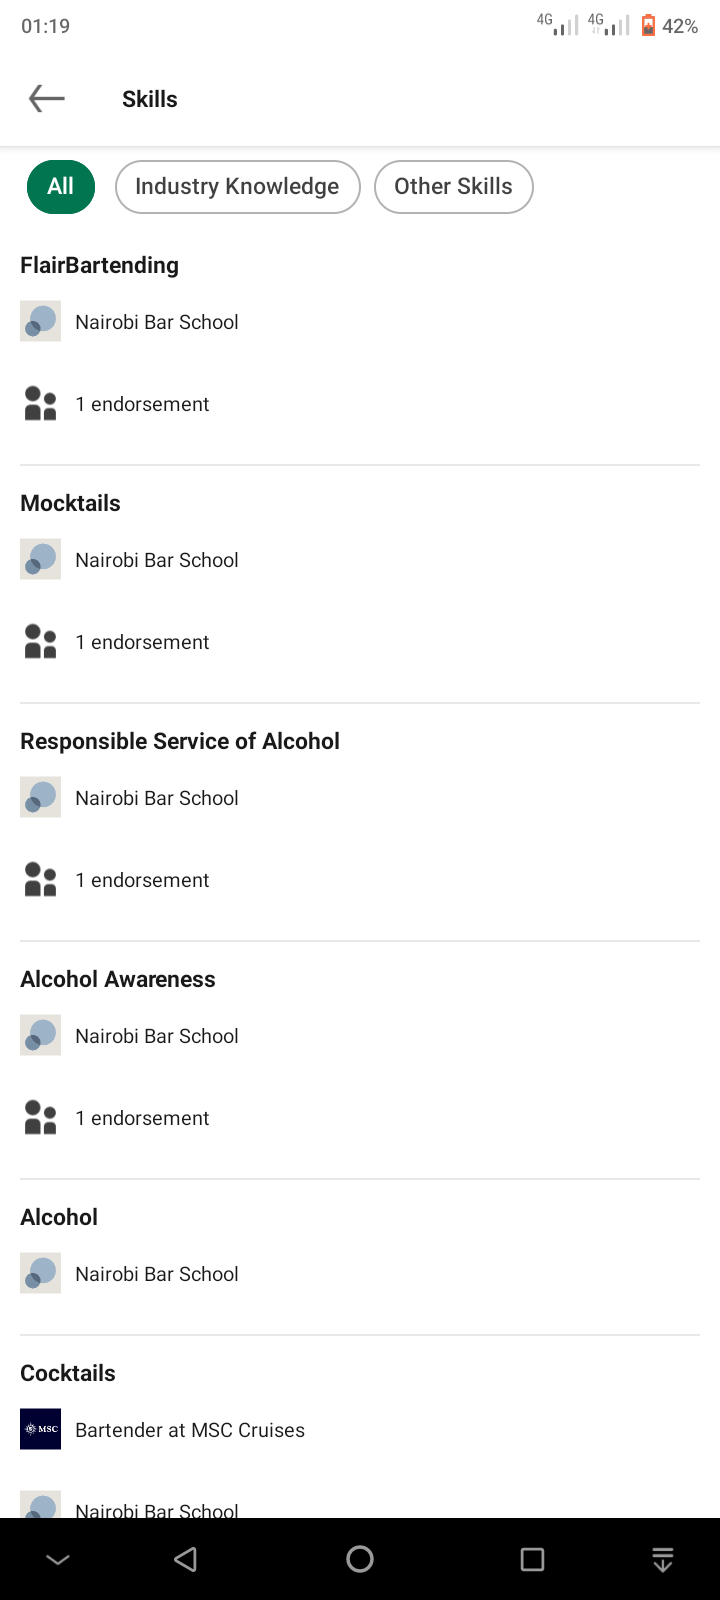 01:19
4G 4G 42%
Skills
All Industry Knowledge Other Skills
FlairBartending
Nairobi Bar School
1 endorsement
Mocktails
Nairobi Bar School
1 endorsement
Responsible Service of Alcohol
Nairobi Bar School
1 endorsement
Alcohol Awareness
Nairobi Bar School
1 endorsement
Alcohol
Nairobi Bar School
Cocktails
MSC Bartender at MSC Cruises
Nairobi Bar School